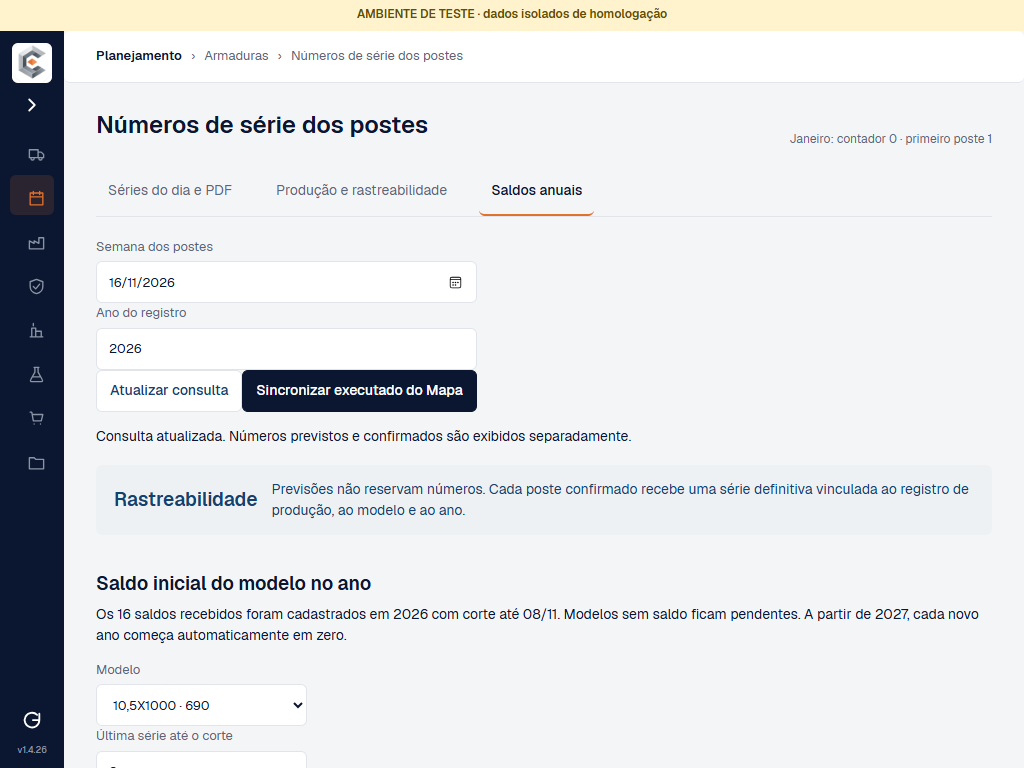 AMBIENTE DE TESTE · dados isolados de homologação
Planejamento › Armaduras › Números de série dos postes
Números de série dos postes
Janeiro: contador 0 · primeiro poste 1
Séries do dia e PDF
Produção e rastreabilidade
Saldos anuais
Semana dos postes
16/11/2026
Ano do registro
2026
Atualizar consulta
Sincronizar executado do Mapa
Consulta atualizada. Números previstos e confirmados são exibidos separadamente.
Rastreabilidade
Previsões não reservam números. Cada poste confirmado recebe uma série definitiva vinculada ao registro de
produção, ao modelo e ao ano.
Saldo inicial do modelo no ano
Os 16 saldos recebidos foram cadastrados em 2026 com corte até 08/11. Modelos sem saldo ficam pendentes. A partir de 2027, cada novo
ano começa automaticamente em zero.
Modelo
10,5X1000 · 690
Última série até o corte
v1.4.26